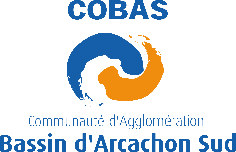 COBAS
Communauté d'Agglomération
Bassin d'Arcachon Sud